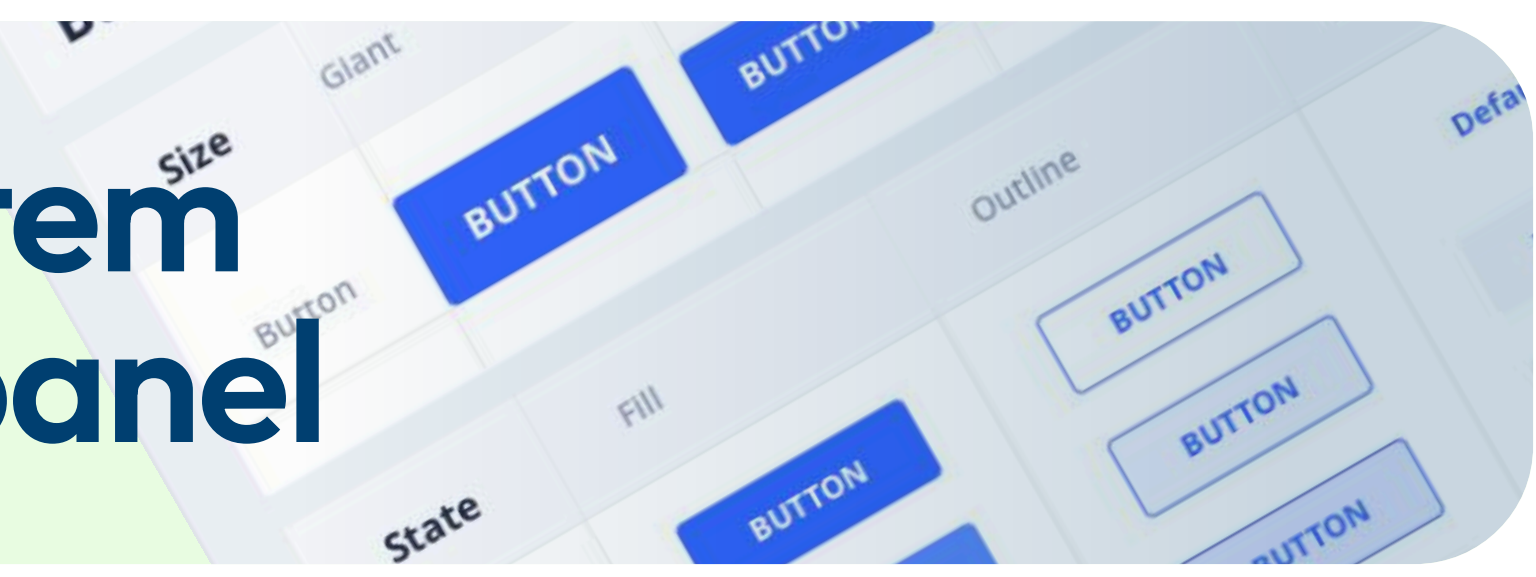 Giant
BUTTON
Size
BUTTON
rem
Button
Outline
BUTTON
panel
Fill
BUTTON
State
BUTTON
BUTTON